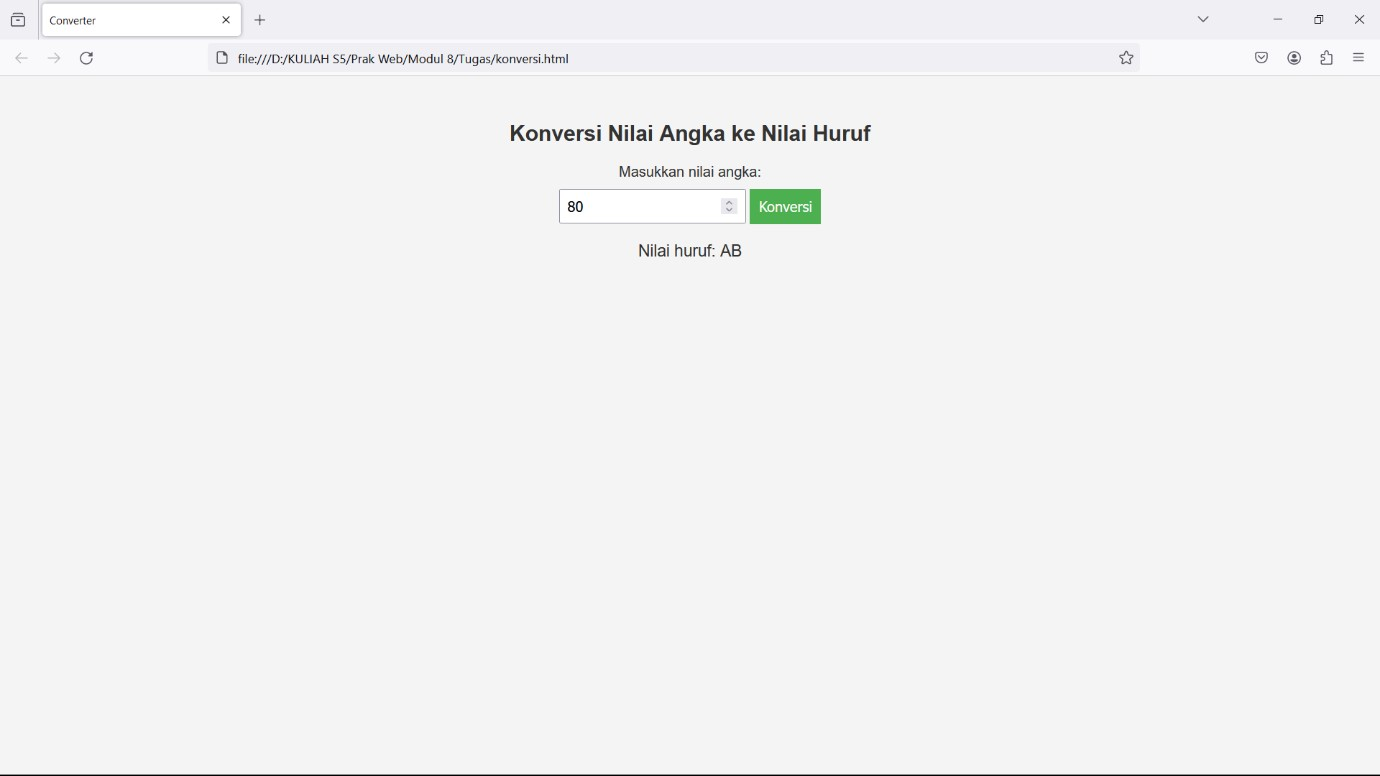 Converter
file:///D:/KULIAH S5/Prak Web/Modul 8/Tugas/konversi.html
Konversi Nilai Angka ke Nilai Huruf
Masukkan nilai angka:
80 Konversi
Nilai huruf: AB